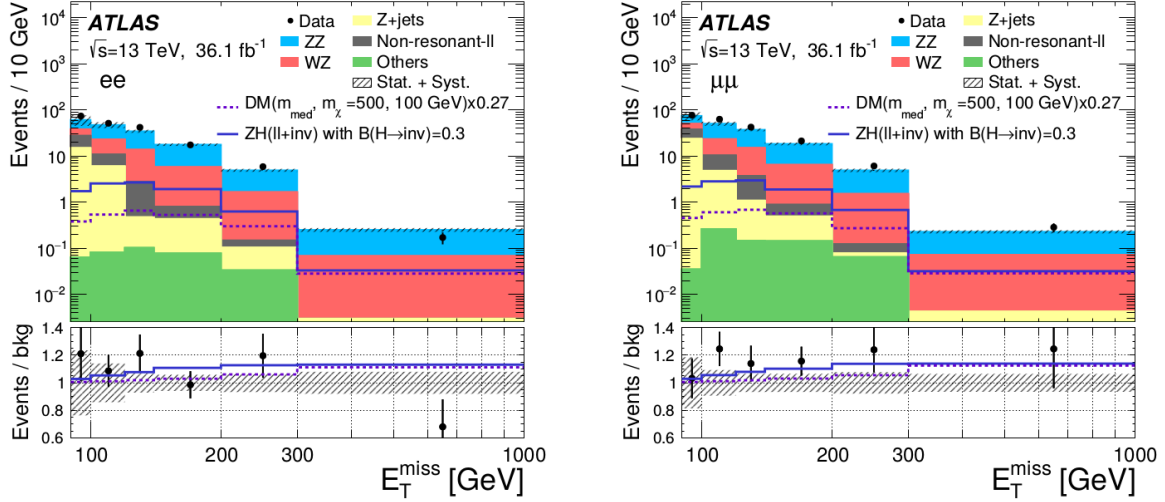 ATLAS
√s=13 TeV, 36.1 fb⁻¹
ee
Data
ZZ
WZ
Z+jets
Non-resonant-ll
Others
Stat. + Syst.
DM(m_med, m_χ =500, 100 GeV)x0.27
ZH(ll+inv) with B(H→inv)=0.3
Events / 10 GeV
10⁴
10³
10²
10
1
10⁻¹
10⁻²
Events / bkg
1.4
1.2
1
0.8
0.6
100
200
300
1000
E_T^miss [GeV]
ATLAS
√s=13 TeV, 36.1 fb⁻¹
μμ
Data
ZZ
WZ
Z+jets
Non-resonant-ll
Others
Stat. + Syst.
DM(m_med, m_χ =500, 100 GeV)x0.27
ZH(ll+inv) with B(H→inv)=0.3
Events / 10 GeV
10⁴
10³
10²
10
1
10⁻¹
10⁻²
Events / bkg
1.4
1.2
1
0.8
0.6
100
200
300
1000
E_T^miss [GeV]